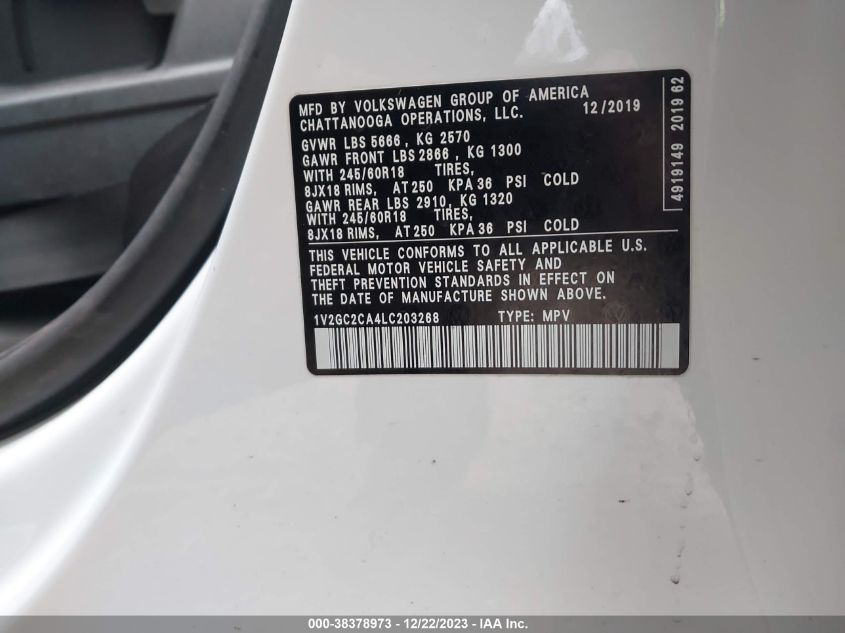 MFD BY VOLKSWAGEN GROUP OF AMERICA
CHATTANOOGA OPERATIONS, LLC. 12/2019
GVWR LBS 5666 , KG 2570
GAWR FRONT LBS 2866 , KG 1300
WITH 245/60R18 TIRES,
8JX18 RIMS, AT 250 KPA 36 PSI COLD
GAWR REAR LBS 2910, KG 1320
WITH 245/60R18 TIRES,
8JX18 RIMS, AT 250 KPA 36 PSI COLD
THIS VEHICLE CONFORMS TO ALL APPLICABLE U.S.
FEDERAL MOTOR VEHICLE SAFETY AND
THEFT PREVENTION STANDARDS IN EFFECT ON
THE DATE OF MANUFACTURE SHOWN ABOVE.
1V2GC2CA4LC203268 TYPE: MPV
4919149 2019 62
000-38378973 - 12/22/2023 - IAA Inc.